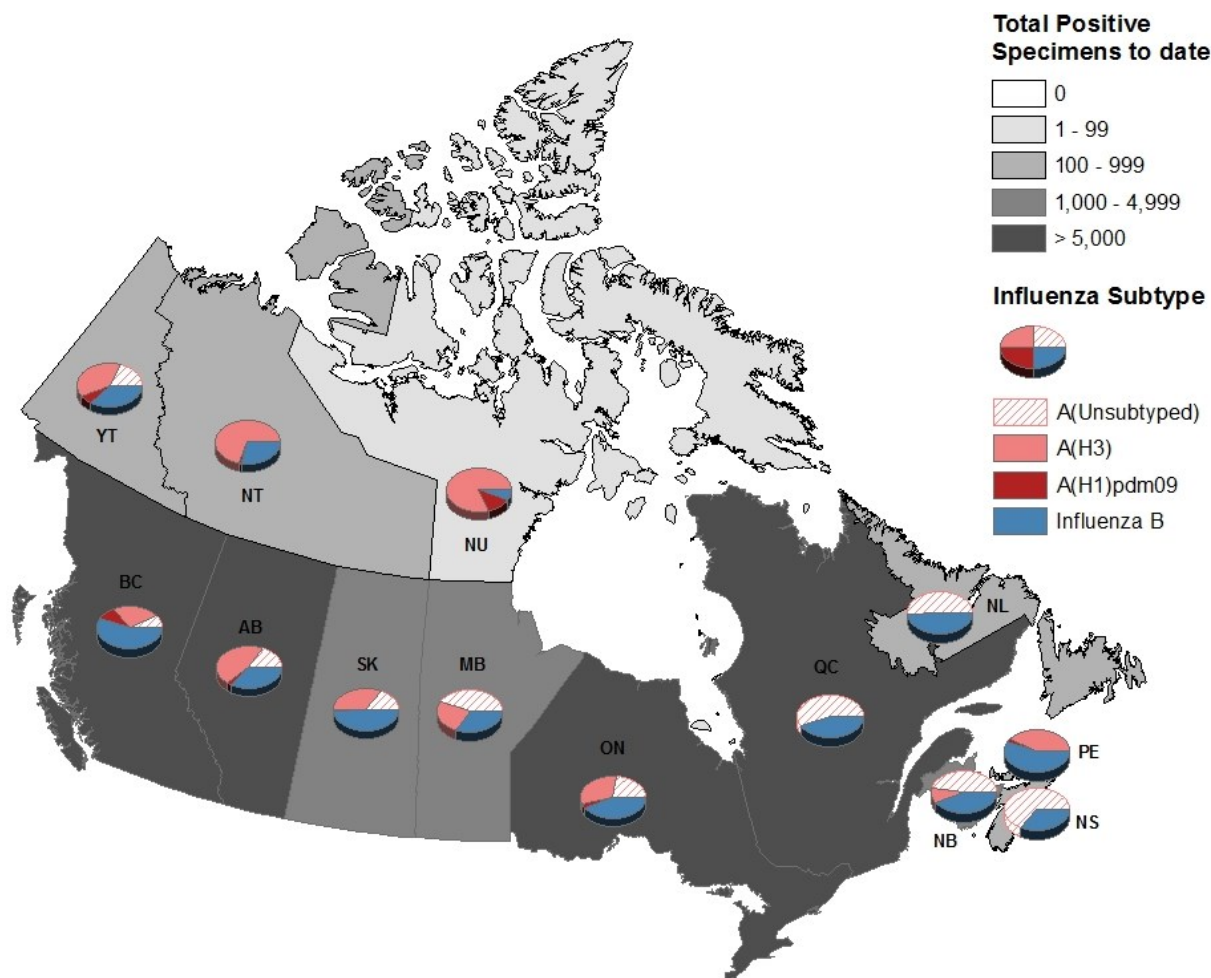 Total Positive
Specimens to date
0
1 - 99
100 - 999
1,000 - 4,999
> 5,000
Influenza Subtype
A(Unsubtyped)
A(H3)
A(H1)pdm09
Influenza B
YT
NT
NU
BC
AB
SK
MB
ON
QC
NL
PE
NB
NS